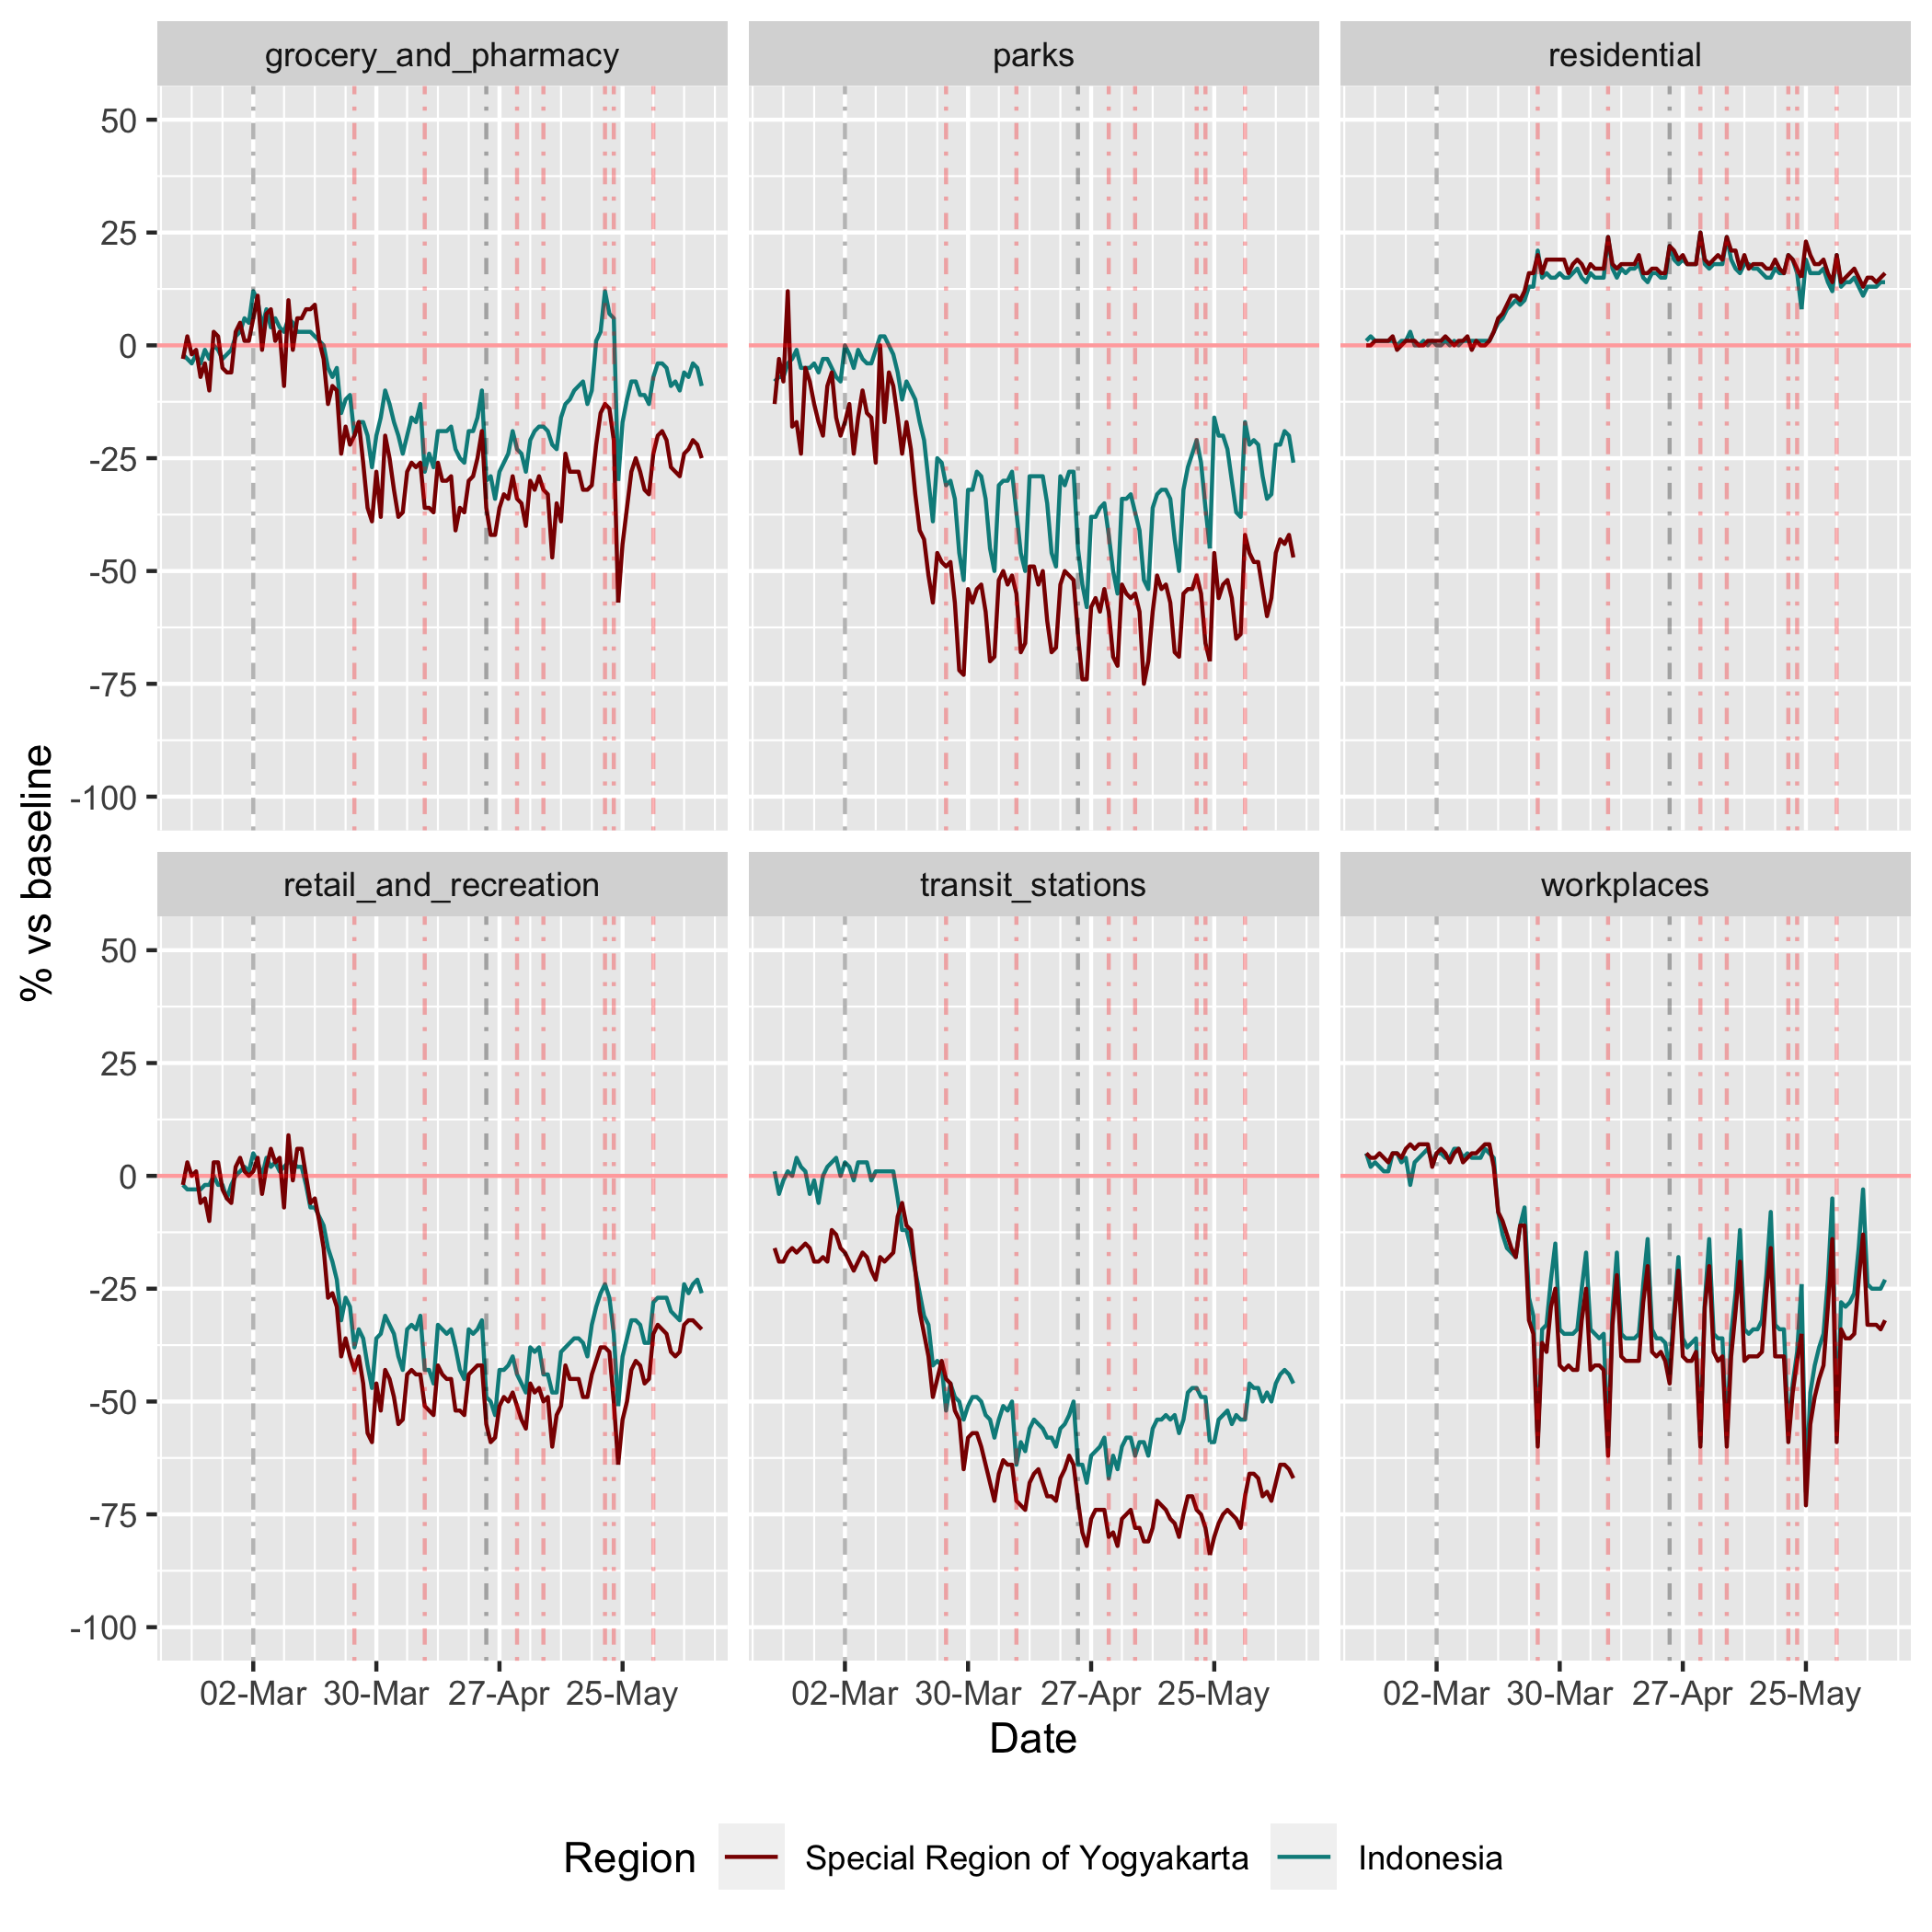 grocery_and_pharmacy parks residential
50
25
0
-25
-50
-75
-100
% vs baseline
retail_and_recreation transit_stations workplaces
50
25
0
-25
-50
-75
-100
02-Mar 30-Mar 27-Apr 25-May 02-Mar 30-Mar 27-Apr 25-May 02-Mar 30-Mar 27-Apr 25-May
Date
Region Special Region of Yogyakarta Indonesia